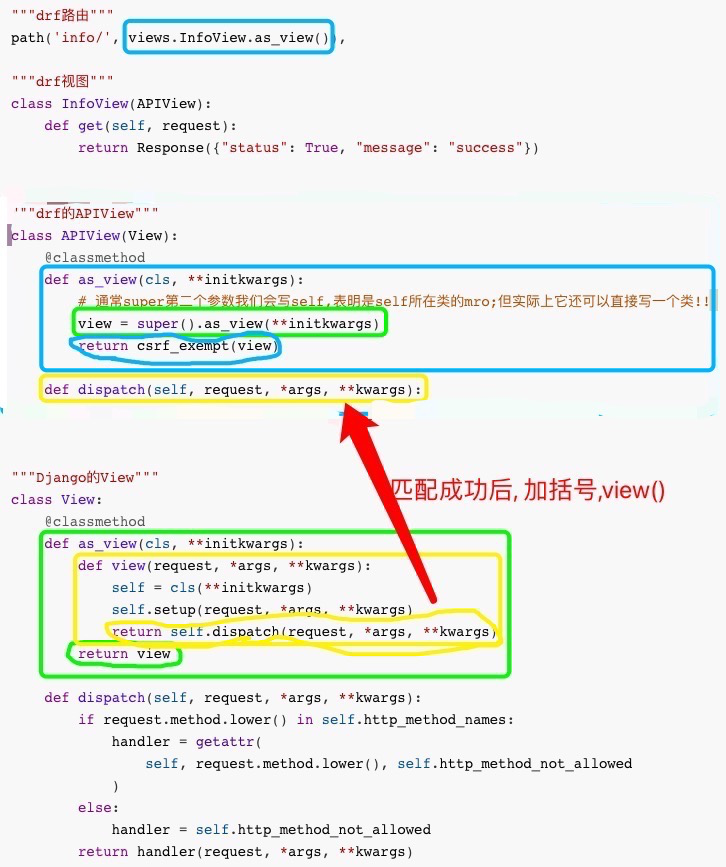 """drf路由"""
path('info/', views.InfoView.as_view()),
"""drf视图"""
class InfoView(APIView):
    def get(self, request):
        return Response({"status": True, "message": "success"})
'""drf的APIView"""
class APIView(View):
    @classmethod
    def as_view(cls, **initkwargs):
        # 通常super第二个参数我们会写self,表明是self所在类的mro;但实际上它还可以直接写一个类!!
        view = super().as_view(**initkwargs)
        return csrf_exempt(view)
    def dispatch(self, request, *args, **kwargs):
匹配成功后, 加括号,view()
"""Django的View"""
class View:
    @classmethod
    def as_view(cls, **initkwargs):
        def view(request, *args, **kwargs):
            self = cls(**initkwargs)
            self.setup(request, *args, **kwargs)
            return self.dispatch(request, *args, **kwargs)
        return view
    def dispatch(self, request, *args, **kwargs):
        if request.method.lower() in self.http_method_names:
            handler = getattr(
                self, request.method.lower(), self.http_method_not_allowed
            )
        else:
            handler = self.http_method_not_allowed
        return handler(request, *args, **kwargs)